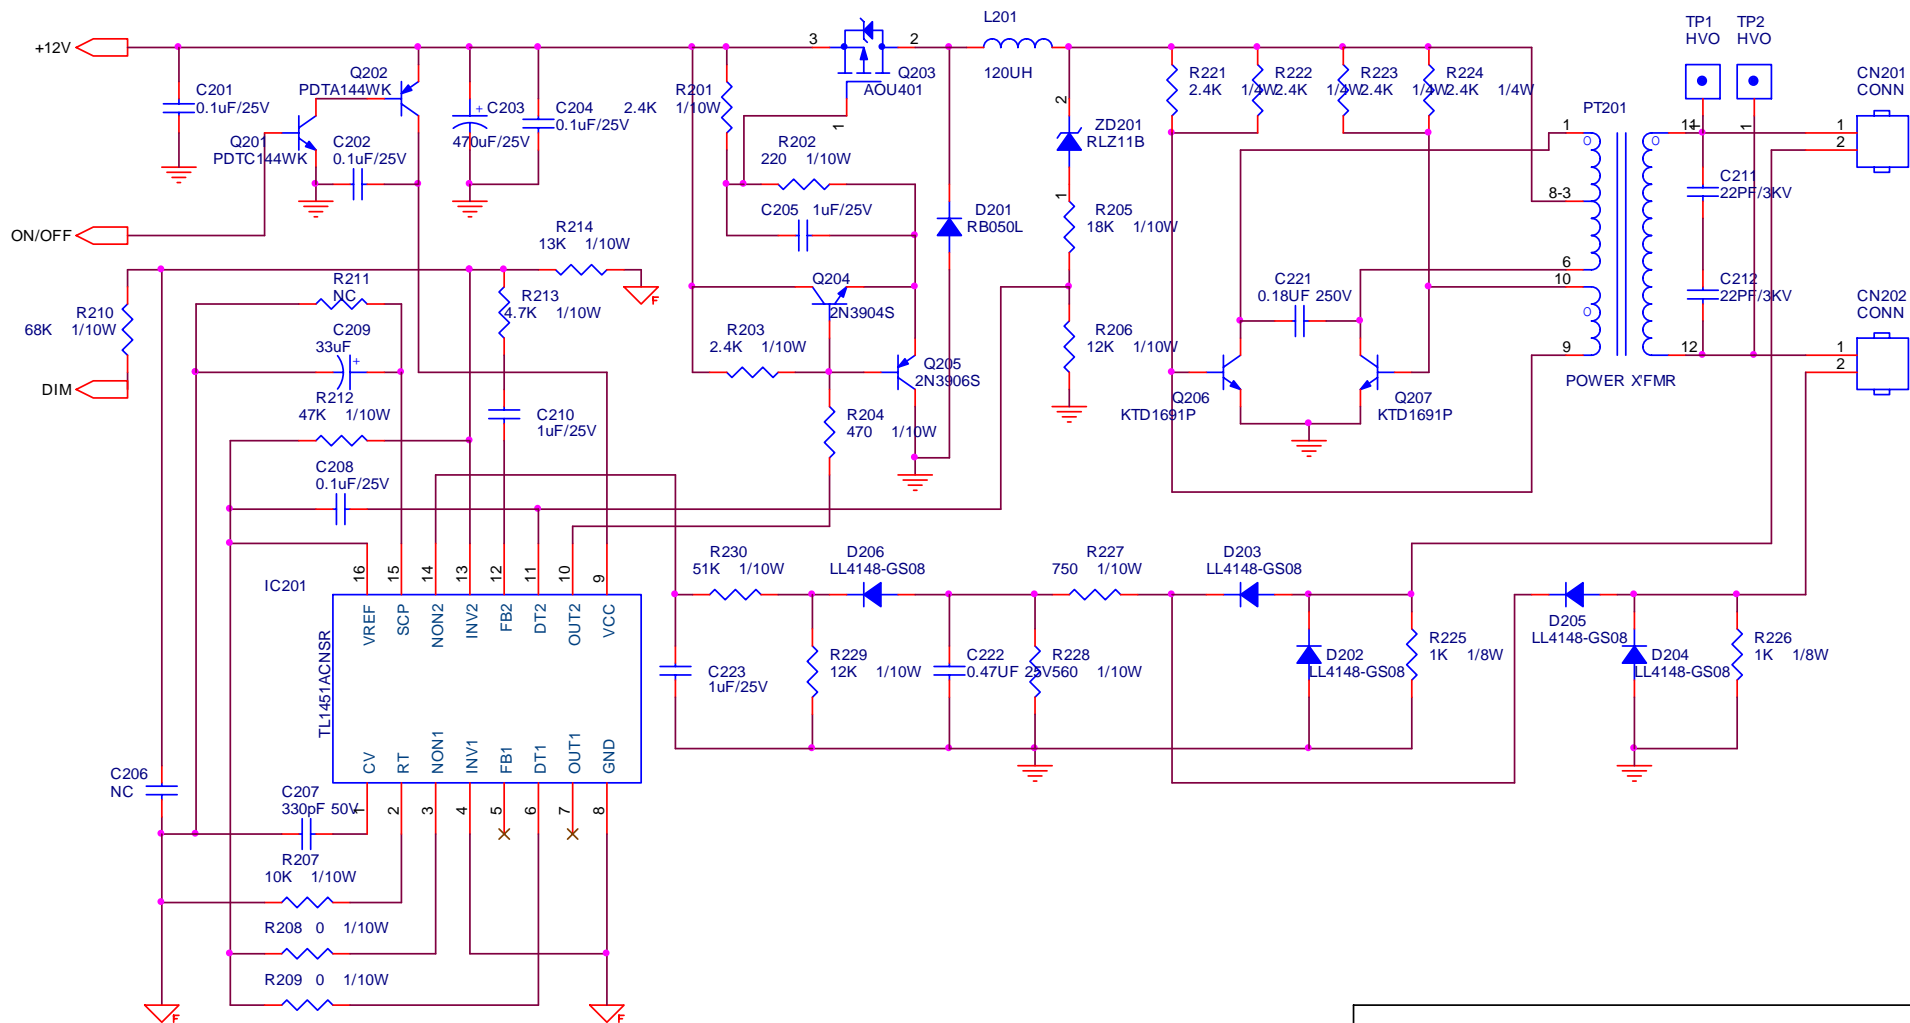 +12V
ON/OFF
DIM
C201
0.1uF/25V
Q202
PDTA144WK
Q201
PDTC144WK
C202
0.1uF/25V
+
C203
470uF/25V
C204
0.1uF/25V
2.4K
R201
1/10W
3
2
Q203
AOU401
1
L201
120UH
R202
220 1/10W
C205 1uF/25V
D201
RB050L
2
ZD201
RLZ11B
1
R205
18K 1/10W
R206
12K 1/10W
R221
2.4K 1/4W
R222
2.4K 1/4W
R223
2.4K 1/4W
R224
2.4K 1/4W
TP1
HVO
TP2
HVO
1
1
PT201
1
8-3
6
10
9
11
12
O
O
O
POWER X'FMR
C211
22PF/3KV
C212
22PF/3KV
CN201
CONN
1
2
CN202
CONN
1
2
C221
0.18UF 250V
Q206
KTD1691P
Q207
KTD1691P
R214
13K 1/10W
F
R211
NC
R210
68K 1/10W
R213
4.7K 1/10W
C209
33uF
+
R212
47K 1/10W
C210
1uF/25V
C208
0.1uF/25V
Q204
2N3904S
R203
2.4K 1/10W
Q205
2N3906S
R204
470 1/10W
IC201
TL1451ACNSR
16 15 14 13 12 11 10 9
VREF SCP NON2 INV2 FB2 DT2 OUT2 VCC
CV RT NON1 INV1 FB1 DT1 OUT1 GND
1 2 3 4 5 6 7 8
R230
51K 1/10W
D206
LL4148-GS08
R227
750 1/10W
D203
LL4148-GS08
C223
1uF/25V
R229
12K 1/10W
C222
0.47UF 25V
R228
560 1/10W
D202
LL4148-GS08
R225
1K 1/8W
D205
LL4148-GS08
D204
LL4148-GS08
R226
1K 1/8W
C206
NC
C207
330pF 50V
R207
10K 1/10W
R208 0 1/10W
R209 0 1/10W
F
F